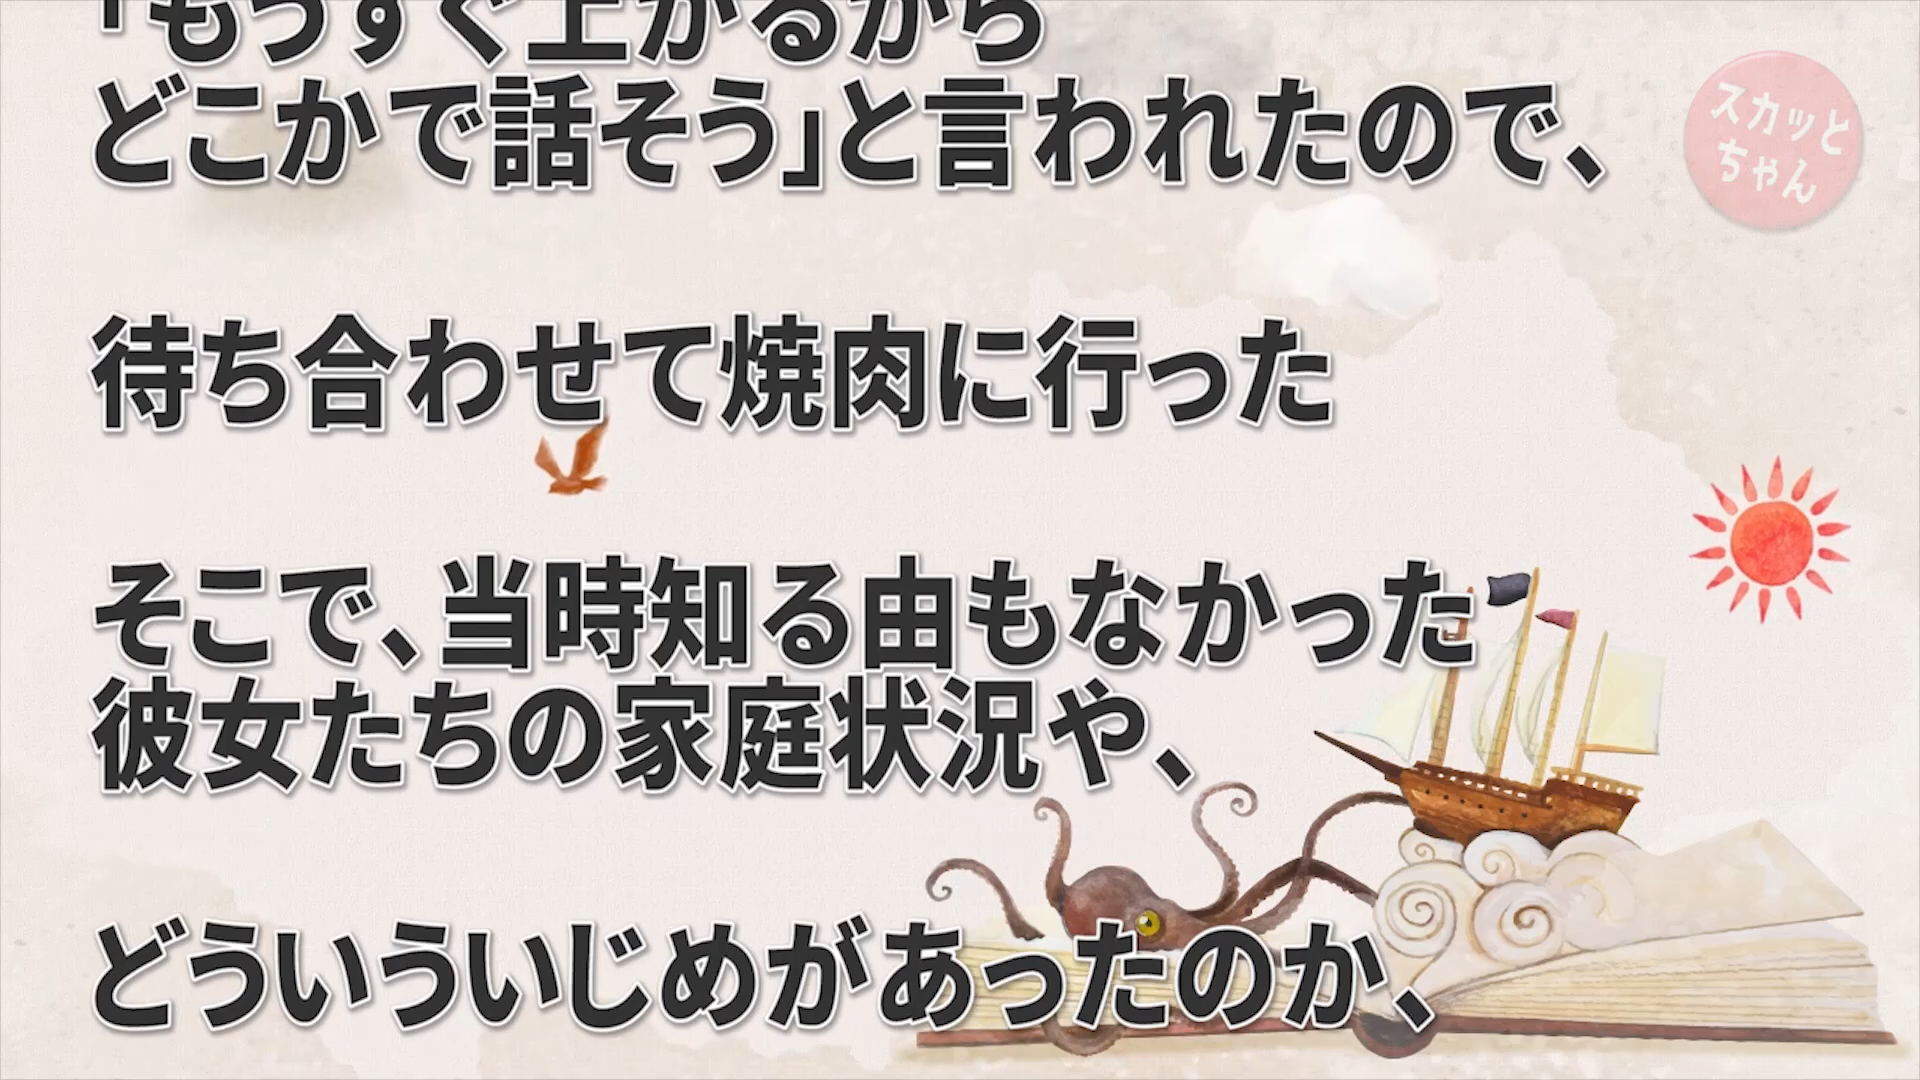 「もうすぐ上がるから
どこかで話そう」と言われたので、
待ち合わせて焼肉に行った
そこで、当時知る由もなかった
彼女たちの家庭状況や、
どういういじめがあったのか、
スカッと
ちゃん